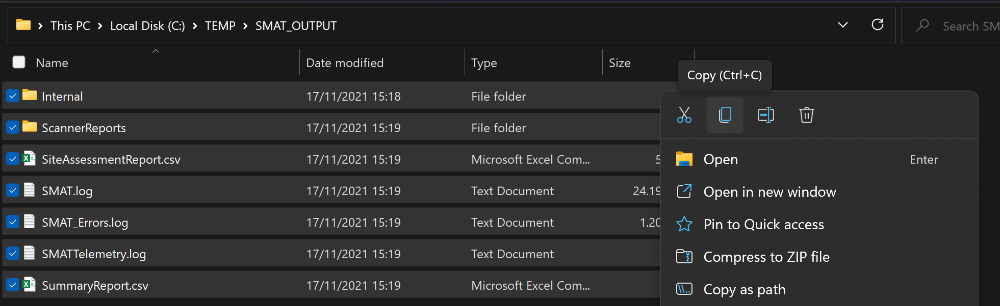 This PC > Local Disk (C:) > TEMP > SMAT_OUTPUT
Search SM
Name Date modified Type Size
Copy (Ctrl+C)
Internal 17/11/2021 15:18 File folder
ScannerReports 17/11/2021 15:19 File folder
SiteAssessmentReport.csv 17/11/2021 15:19 Microsoft Excel Com... 5
SMAT.log 17/11/2021 15:19 Text Document 24.19
SMAT_Errors.log 17/11/2021 15:19 Text Document 1.20
SMATTelemetry.log 17/11/2021 15:19 Text Document
SummaryReport.csv 17/11/2021 15:19 Microsoft Excel Com...
Open Enter
Open in new window
Pin to Quick access
Compress to ZIP file
Copy as path